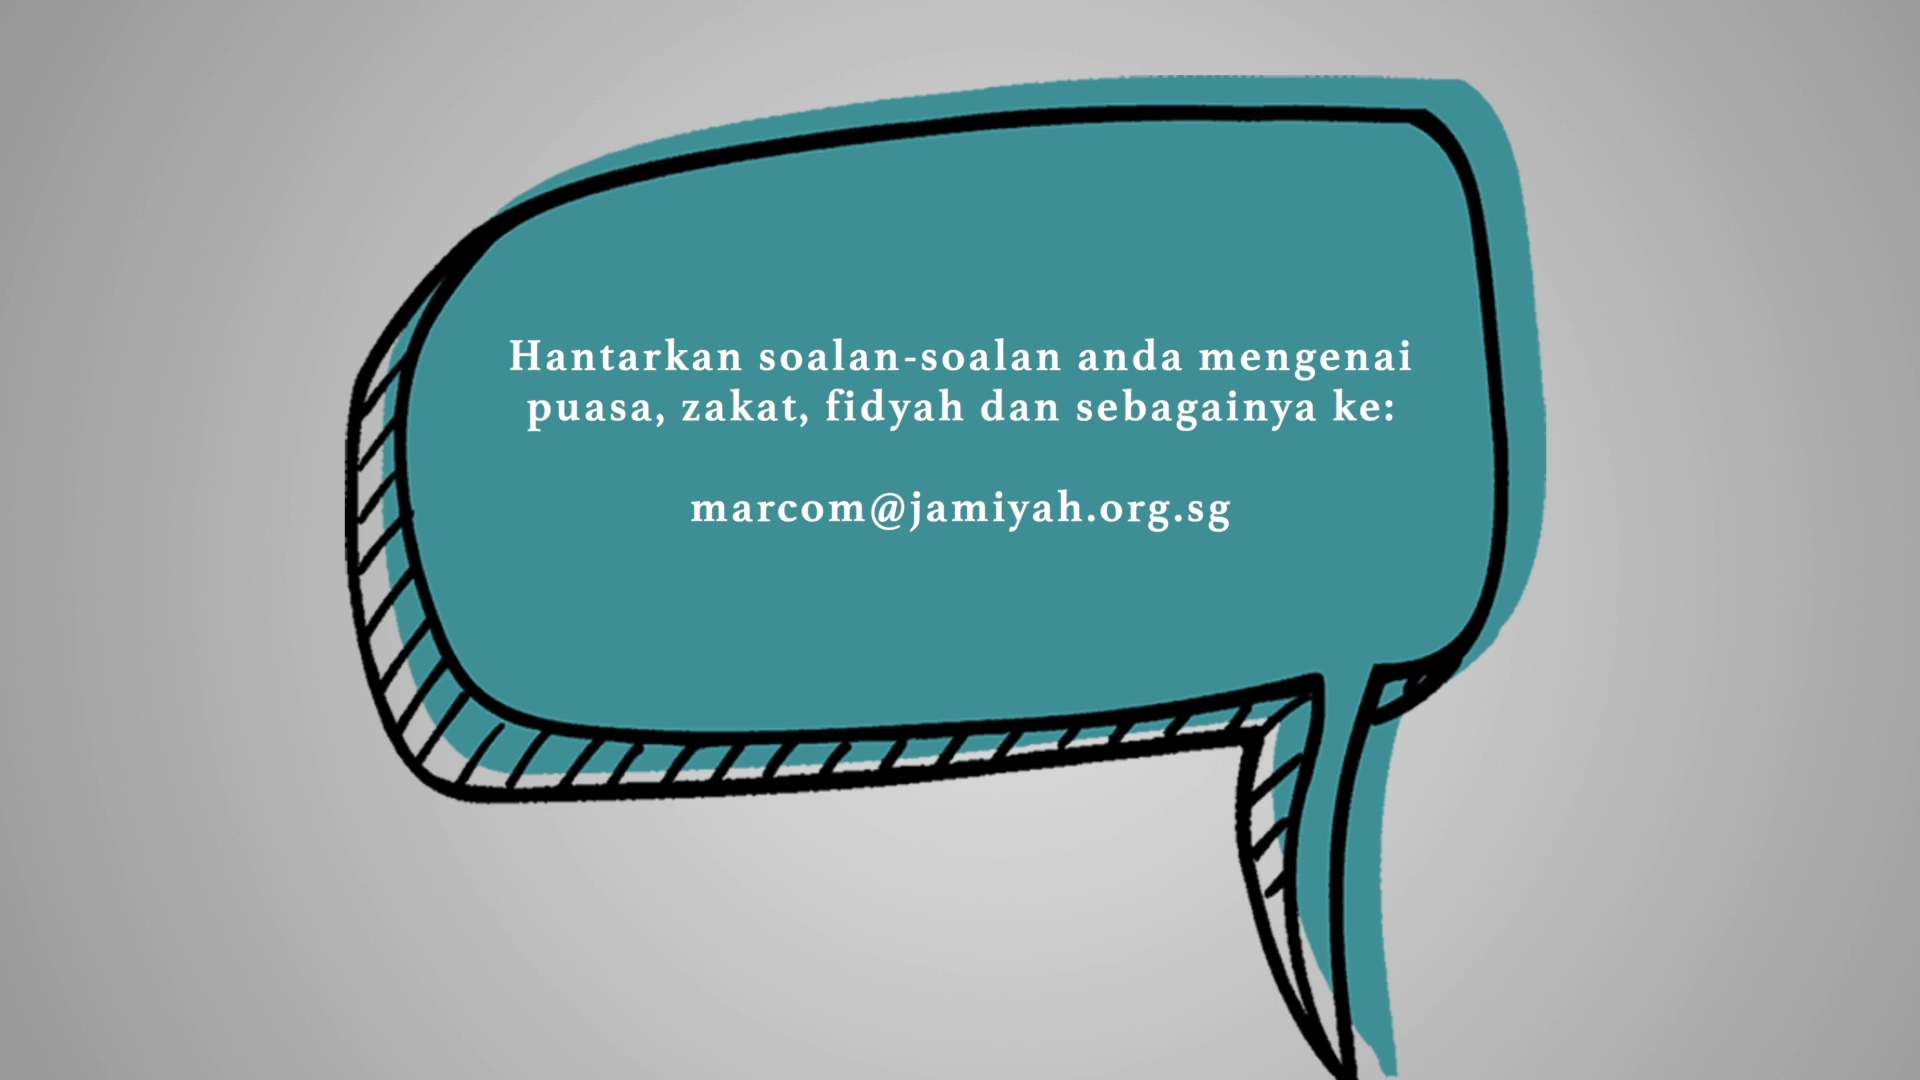 Hantarkan soalan-soalan anda mengenai
puasa, zakat, fidyah dan sebagainya ke:
marcom@jamiyah.org.sg